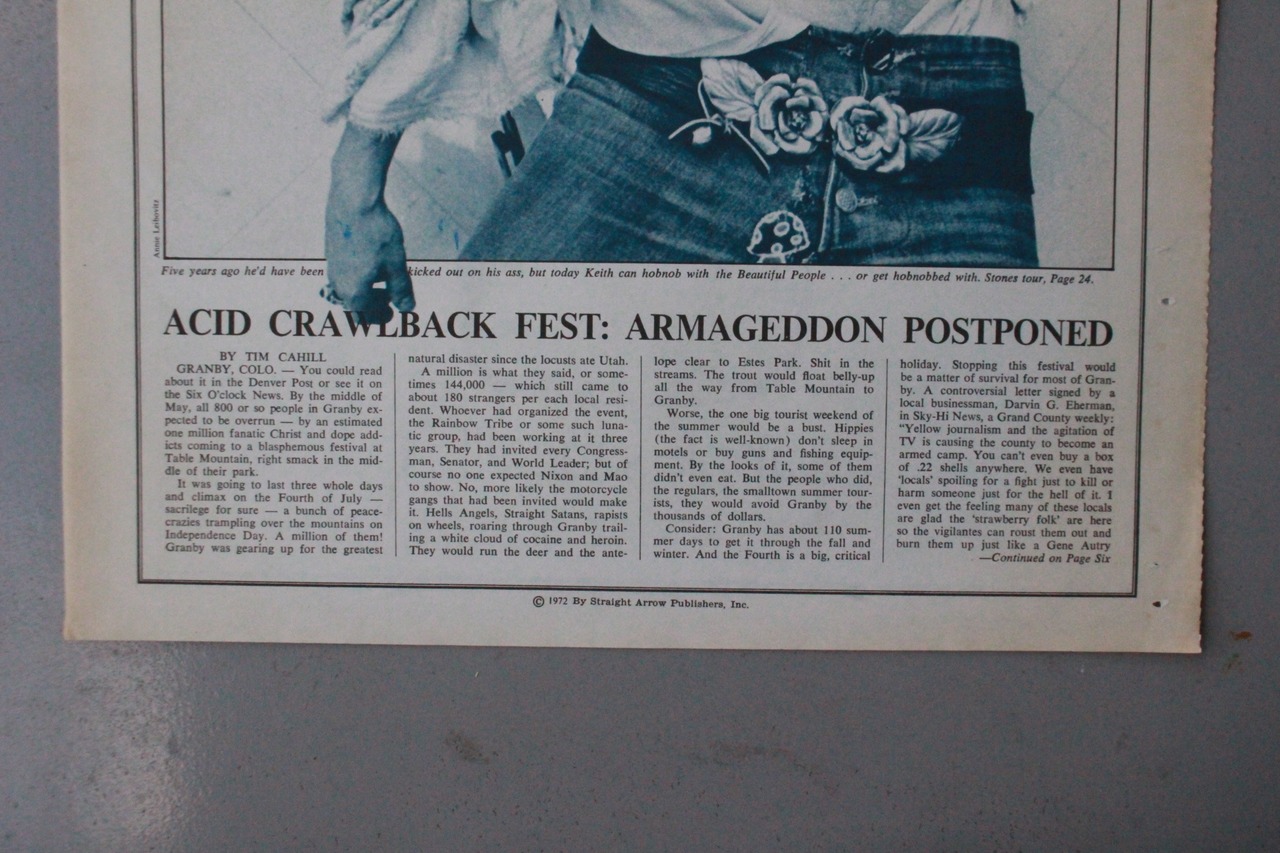 Annie Leibovitz
Five years ago he'd have been kicked out on his ass, but today Keith can hobnob with the Beautiful People . . . or get hobnobbed with. Stones tour, Page 24.
ACID CRAWLBACK FEST: ARMAGEDDON POSTPONED
BY TIM CAHILL
GRANBY, COLO. — You could read
about it in the Denver Post or see it on
the Six O'clock News. By the middle of
May, all 800 or so people in Granby ex-
pected to be overrun — by an estimated
one million fanatic Christ and dope add-
icts coming to a blasphemous festival at
Table Mountain, right smack in the mid-
dle of their park.
It was going to last three whole days
and climax on the Fourth of July —
sacrilege for sure — a bunch of peace-
crazies trampling over the mountains on
Independence Day. A million of them!
Granby was gearing up for the greatest
natural disaster since the locusts ate Utah.
A million is what they said, or some-
times 144,000 — which still came to
about 180 strangers per each local resi-
dent. Whoever had organized the event,
the Rainbow Tribe or some such luna-
tic group, had been working at it three
years. They had invited every Congress-
man, Senator, and World Leader; but of
course no one expected Nixon and Mao
to show. No, more likely the motorcycle
gangs that had been invited would make
it. Hells Angels, Straight Satans, rapists
on wheels, roaring through Granby trail-
ing a white cloud of cocaine and heroin.
They would run the deer and the ante-
lope clear to Estes Park. Shit in the
streams. The trout would float belly-up
all the way from Table Mountain to
Granby.
Worse, the one big tourist weekend of
the summer would be a bust. Hippies
(the fact is well-known) don't sleep in
motels or buy guns and fishing equip-
ment. By the looks of it, some of them
didn't even eat. But the people who did,
the regulars, the smalltown summer tour-
ists, they would avoid Granby by the
thousands of dollars.
Consider: Granby has about 110 sum-
mer days to get it through the fall and
winter. And the Fourth is a big, critical
holiday. Stopping this festival would
be a matter of survival for most of Gran-
by. A controversial letter signed by a
local businessman, Darvin G. Eherman,
in Sky-Hi News, a Grand County weekly:
"Yellow journalism and the agitation of
TV is causing the county to become an
armed camp. You can't even buy a box
of .22 shells anywhere. We even have
'locals' spoiling for a fight just to kill or
harm someone just for the hell of it. I
even get the feeling many of these locals
are glad the 'strawberry folk' are here
so the vigilantes can roust them out and
burn them up just like a Gene Autry
—Continued on Page Six
© 1972 By Straight Arrow Publishers, Inc.